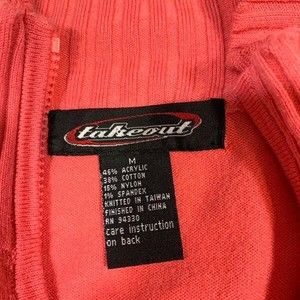 takeout
M
46% ACRYLIC
38% COTTON
15% NYLON
1% SPANDEX
KNITTED IN TAIWAN
FINISHED IN CHINA
RN 94330
care instruction
on back